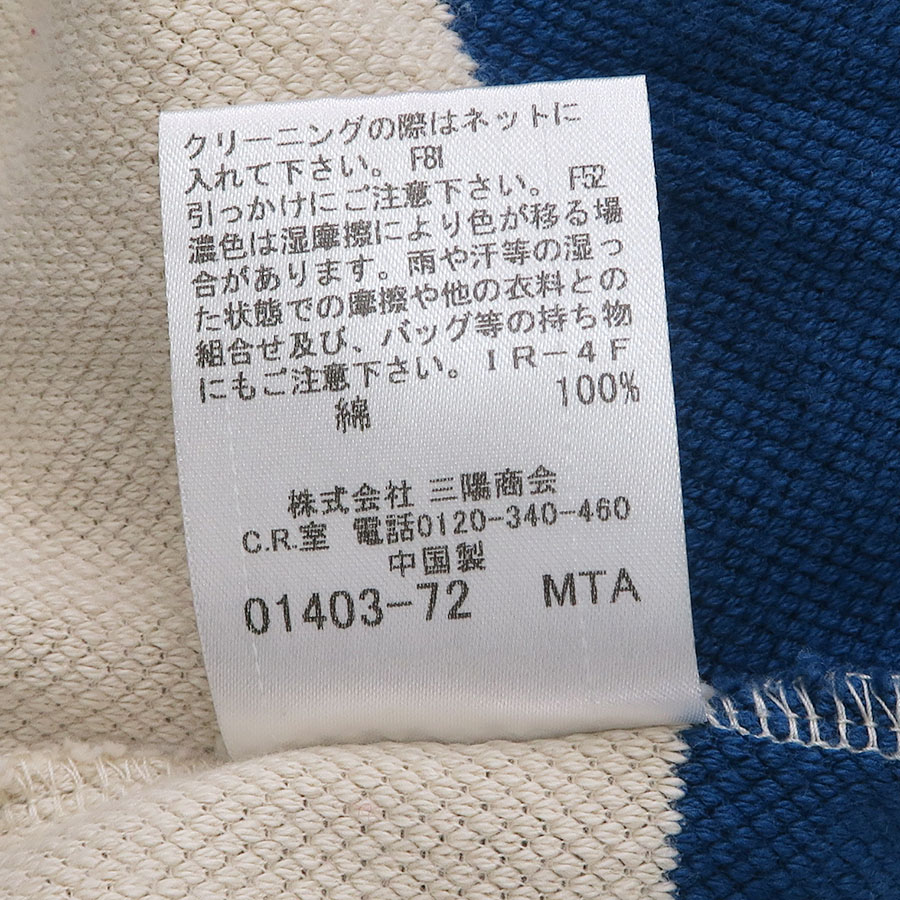 クリーニングの際はネットに
入れて下さい。 F81
引っかけにご注意下さい。 F52
濃色は湿摩擦により色が移る場
合があります。雨や汗等の湿っ
た状態での摩擦や他の衣料との
組合せ及び、バッグ等の持ち物
にもご注意下さい。IR-4F
綿 100%
株式会社 三陽商会
C.R.室 電話0120-340-460
中国製
01403-72 MTA